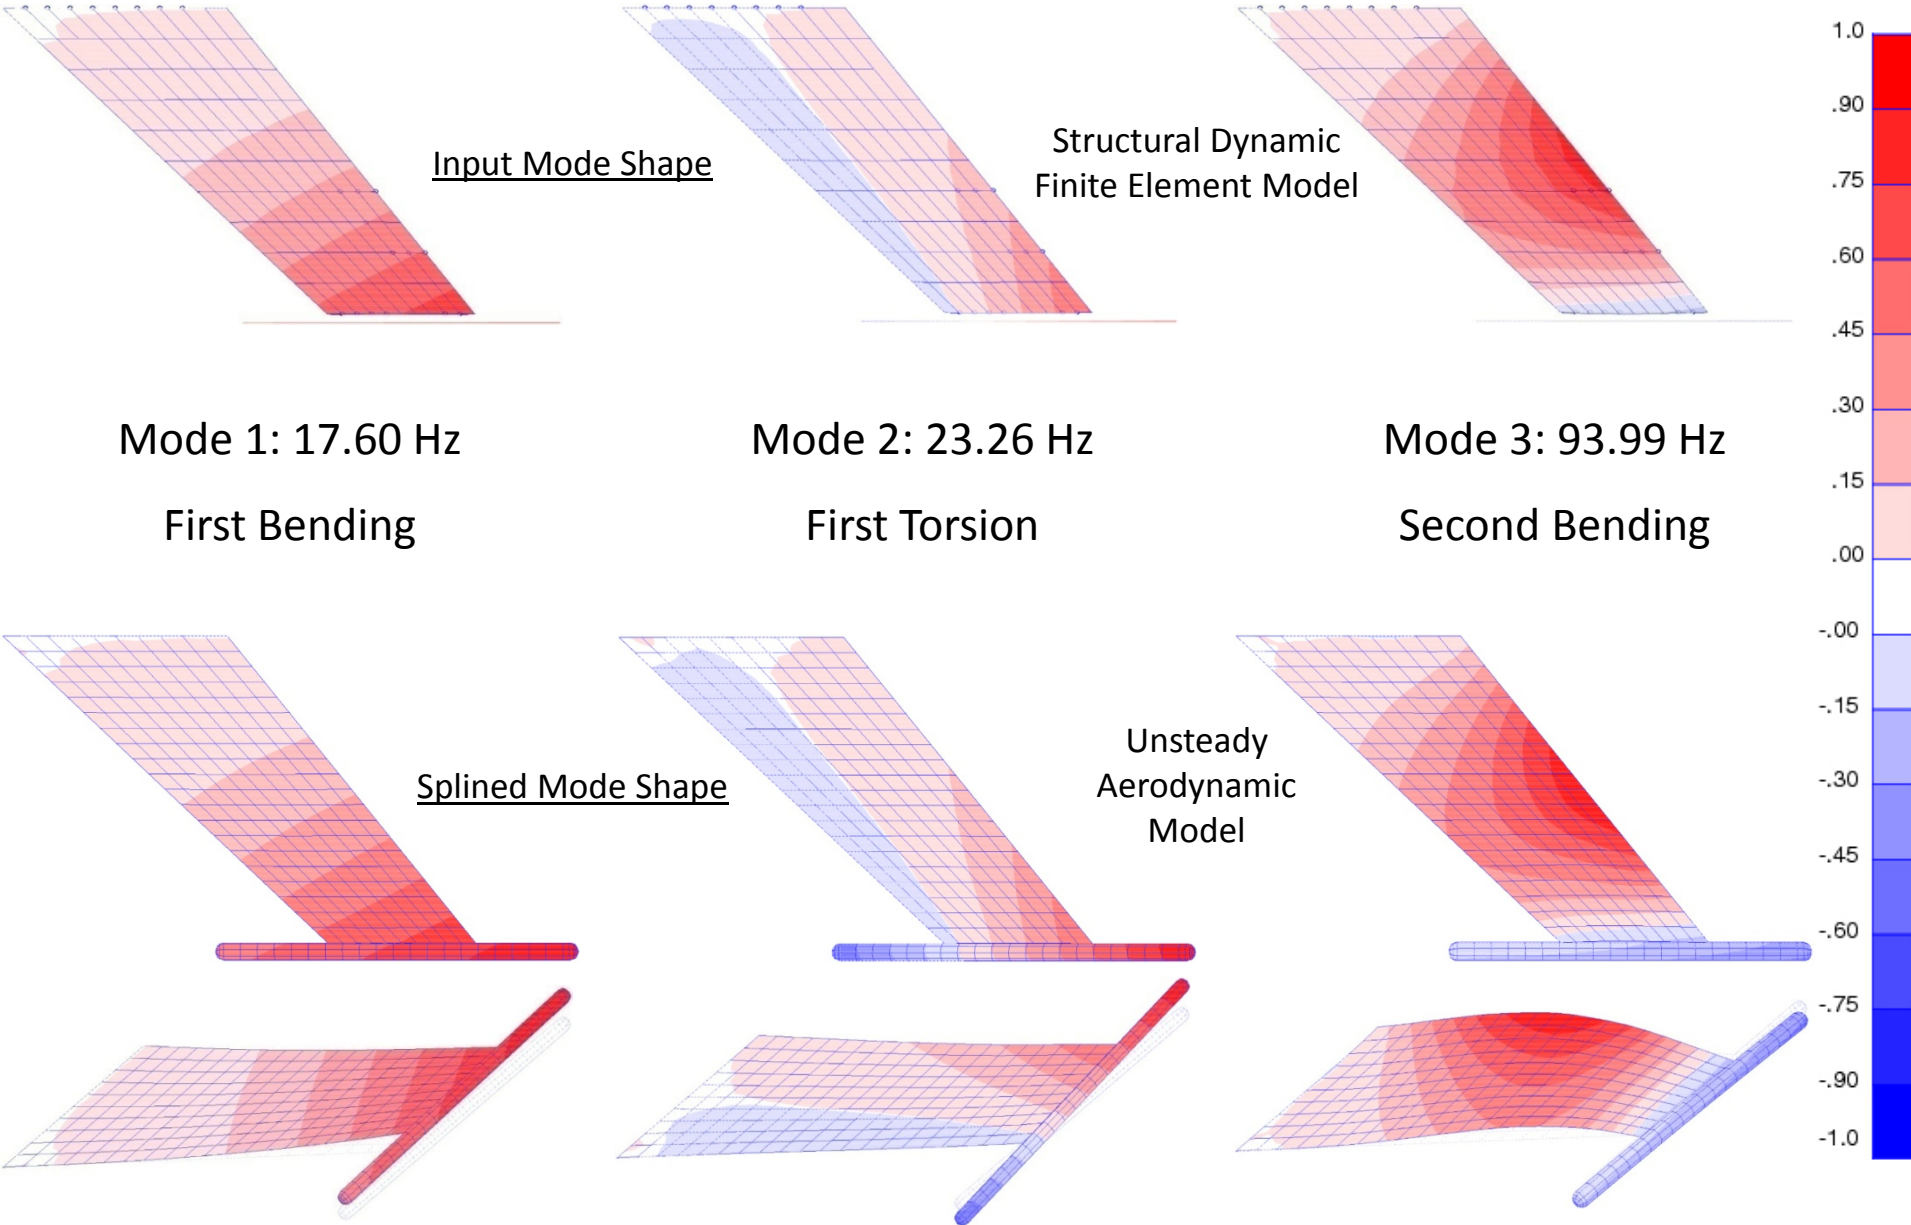 Input Mode Shape
Structural Dynamic
Finite Element Model
Mode 1: 17.60 Hz
First Bending
Mode 2: 23.26 Hz
First Torsion
Mode 3: 93.99 Hz
Second Bending
Splined Mode Shape
Unsteady
Aerodynamic
Model
1.0
.90
.75
.60
.45
.30
.15
.00
-.00
-.15
-.30
-.45
-.60
-.75
-.90
-1.0